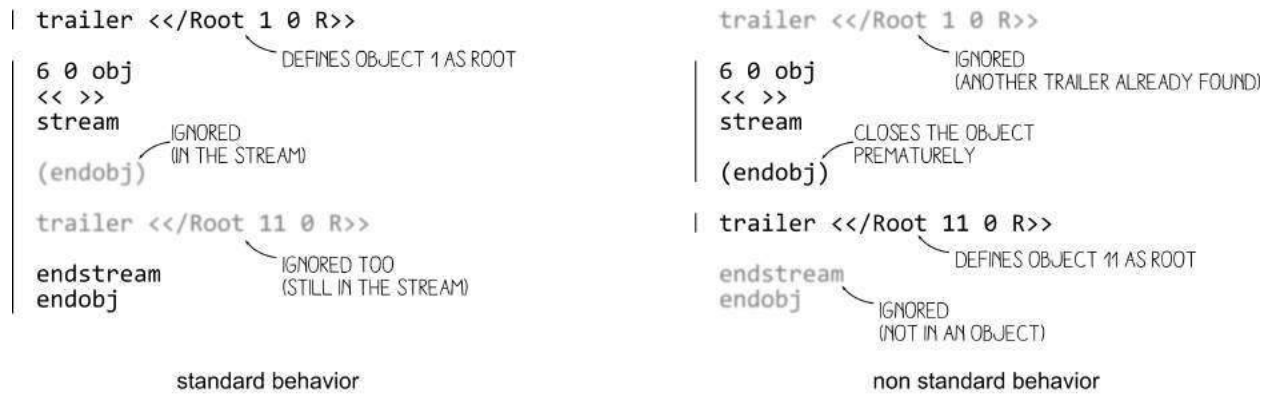 trailer <</Root 1 0 R>>
DEFINES OBJECT 1 AS ROOT
6 0 obj
<< >>
stream
IGNORED
(IN THE STREAM)
(endobj)
trailer <</Root 11 0 R>>
IGNORED TOO
(STILL IN THE STREAM)
endstream
endobj
standard behavior
trailer <</Root 1 0 R>>
IGNORED
(ANOTHER TRAILER ALREADY FOUND)
6 0 obj
<< >>
stream
CLOSES THE OBJECT
PREMATURELY
(endobj)
trailer <</Root 11 0 R>>
DEFINES OBJECT 11 AS ROOT
endstream
endobj
IGNORED
(NOT IN AN OBJECT)
non standard behavior